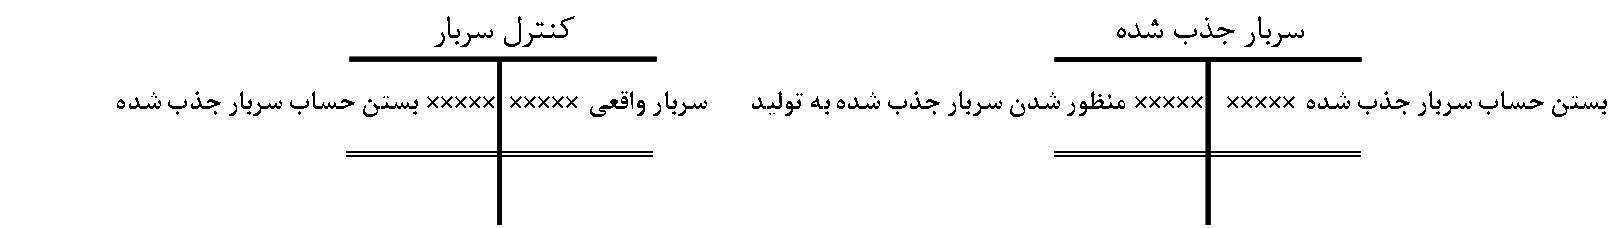 سربار جذب شده
کنترل سربار
بستن حساب سربار جذب شده ××××× ××××× منظور شدن سربار جذب شده به تولید
سربار واقعی ××××× ××××× بستن حساب سربار جذب شده